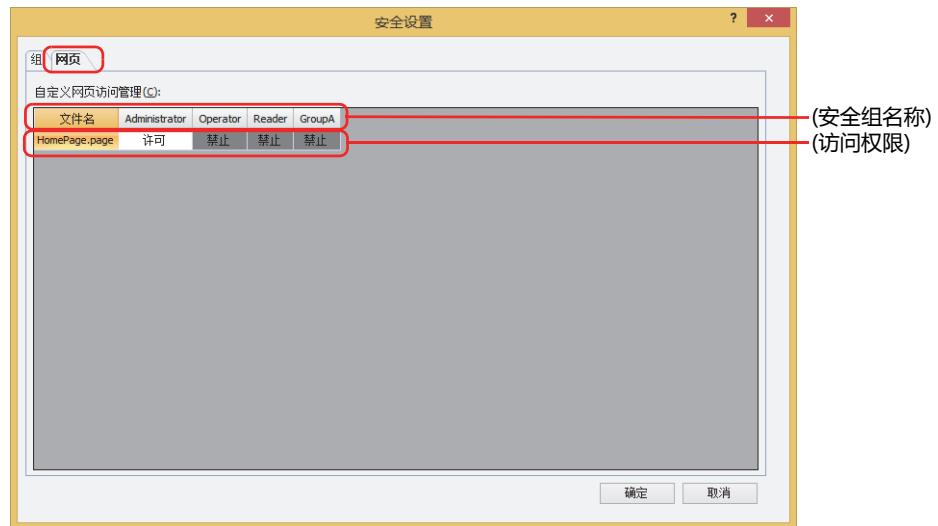 安全设置
?
×
组 网页
自定义网页访问管理(C):
文件名 Administrator Operator Reader GroupA
(安全组名称)
HomePage.page 许可 禁止 禁止 禁止
(访问权限)
确定 取消